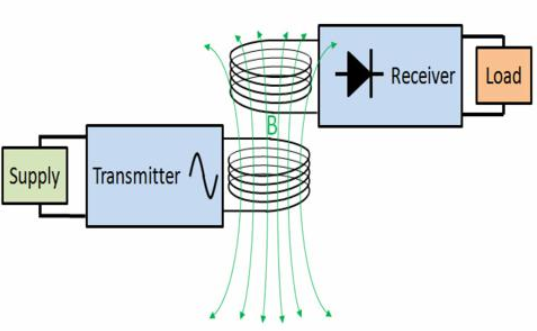 Receiver
Load
B
Supply
Transmitter